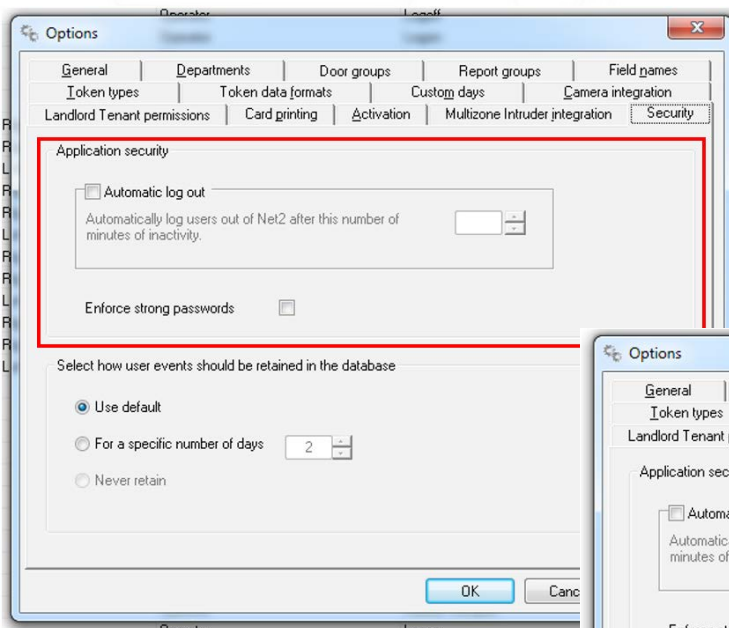 Operator Logoff
Options
General Departments Door groups Report groups Field names
Token types Token data formats Custom days Camera integration
Landlord Tenant permissions Card printing Activation Multizone Intruder integration Security
Application security
Automatic log out
Automatically log users out of Net2 after this number of
minutes of inactivity.
Enforce strong passwords
Select how user events should be retained in the database
Use default
For a specific number of days 2
Never retain
OK Canc
Options
General
Token types
Landlord Tenant
Application sec
Automa
Automatic
minutes of